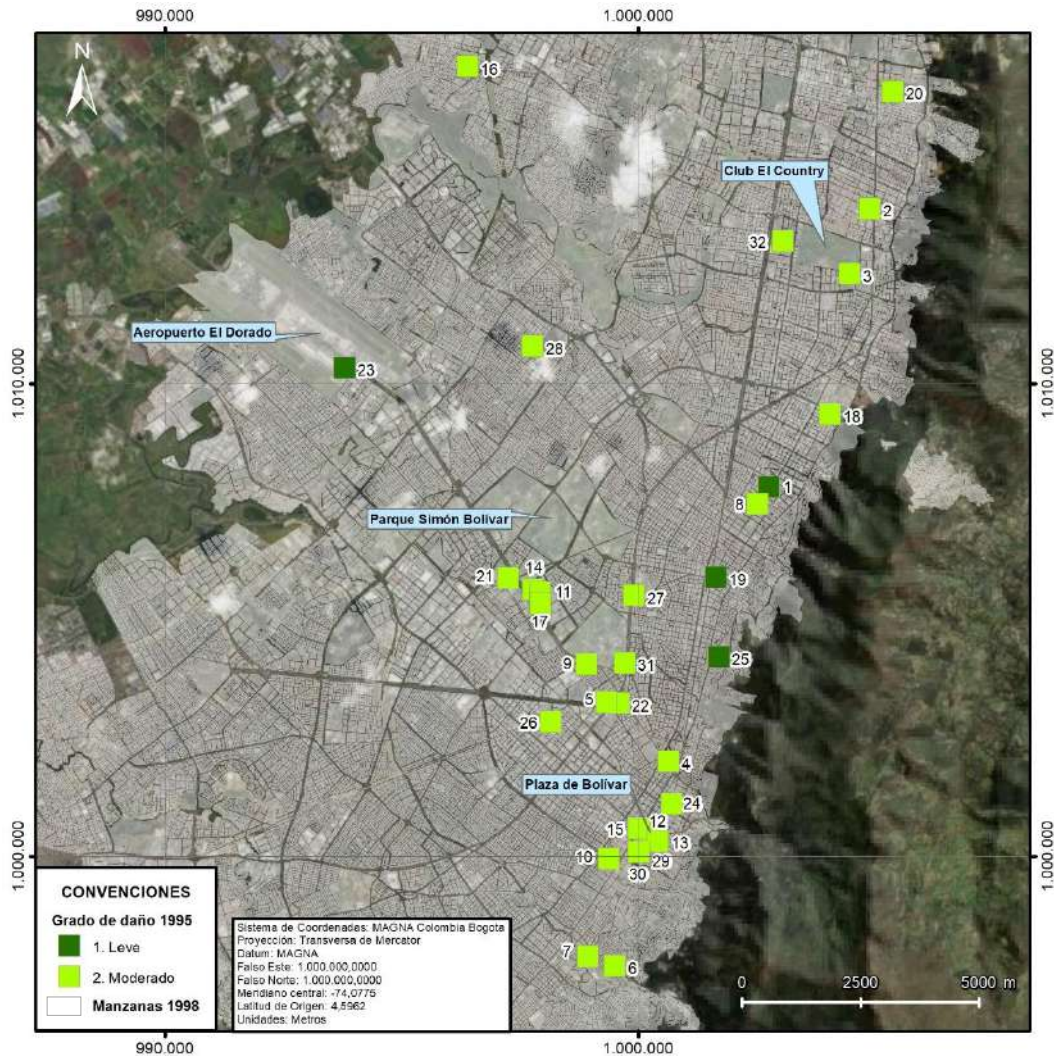 990.000
1.000.000
N
16
20
Club El Country
2
32
3
Aeropuerto El Dorado
28
23
1.010.000
1.010.000
18
1
8
Parque Simón Bolivar
21
14
11
19
27
17
9
31
25
5
22
26
4
Plaza de Bolívar
24
12
15
13
10
29
30
1.000.000
1.000.000
CONVENCIONES
Grado de daño 1995
1. Leve
2. Moderado
Manzanas 1998
Sistema de Coordenadas: MAGNA Colombia Bogota
Proyección: Transversa de Mercator
Datum: MAGNA
Falso Este: 1.000.000,0000
Falso Norte: 1.000.000,0000
Meridiano central: -74,0775
Latitud de Origen: 4,5962
Unidades: Metros
7
6
0 2500 5000 m
990.000
1.000.000